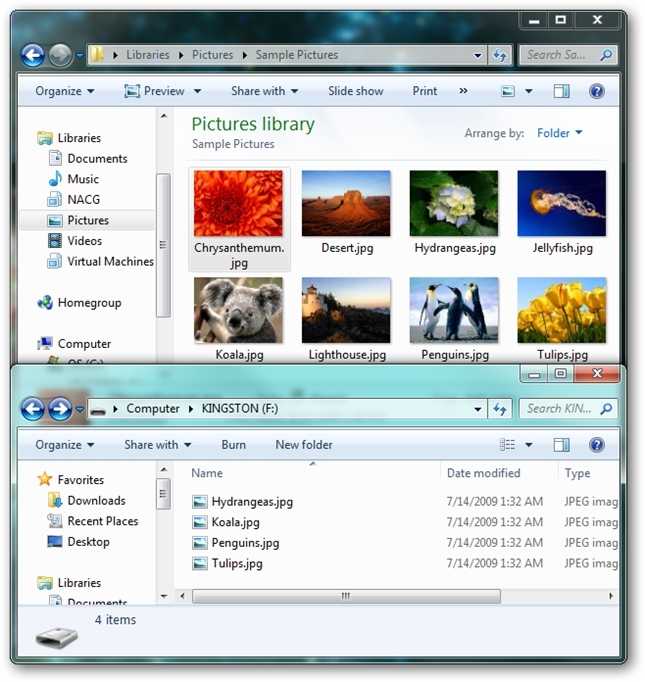 Libraries Pictures Sample Pictures Search Sa...
Organize Preview Share with Slide show Print » ?
Libraries
Documents
Music
NACG
Pictures
Videos
Virtual Machines
Homegroup
Computer
Pictures library
Sample Pictures
Arrange by: Folder
Chrysanthemum.
jpg
Desert.jpg
Hydrangeas.jpg
Jellyfish.jpg
Koala.jpg
Lighthouse.jpg
Penguins.jpg
Tulips.jpg
Computer KINGSTON (F:) Search KIN...
Organize Share with Burn New folder ?
Favorites
Downloads
Recent Places
Desktop
Libraries
Documents
Name Date modified Type
Hydrangeas.jpg 7/14/2009 1:32 AM JPEG imag
Koala.jpg 7/14/2009 1:32 AM JPEG imag
Penguins.jpg 7/14/2009 1:32 AM JPEG imag
Tulips.jpg 7/14/2009 1:32 AM JPEG imag
4 items